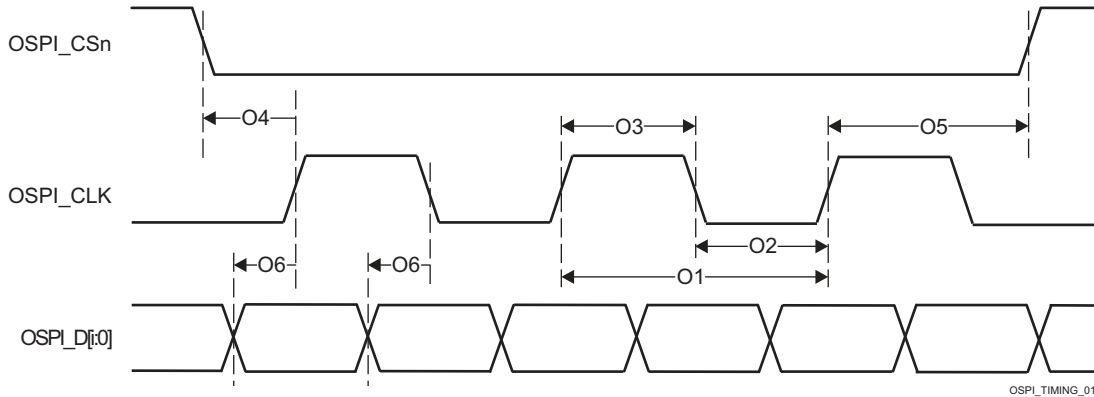 OSPI_CSn
O4
O3
O5
OSPI_CLK
O2
O6
O6
O1
OSPI_D[i:0]
OSPI_TIMING_01